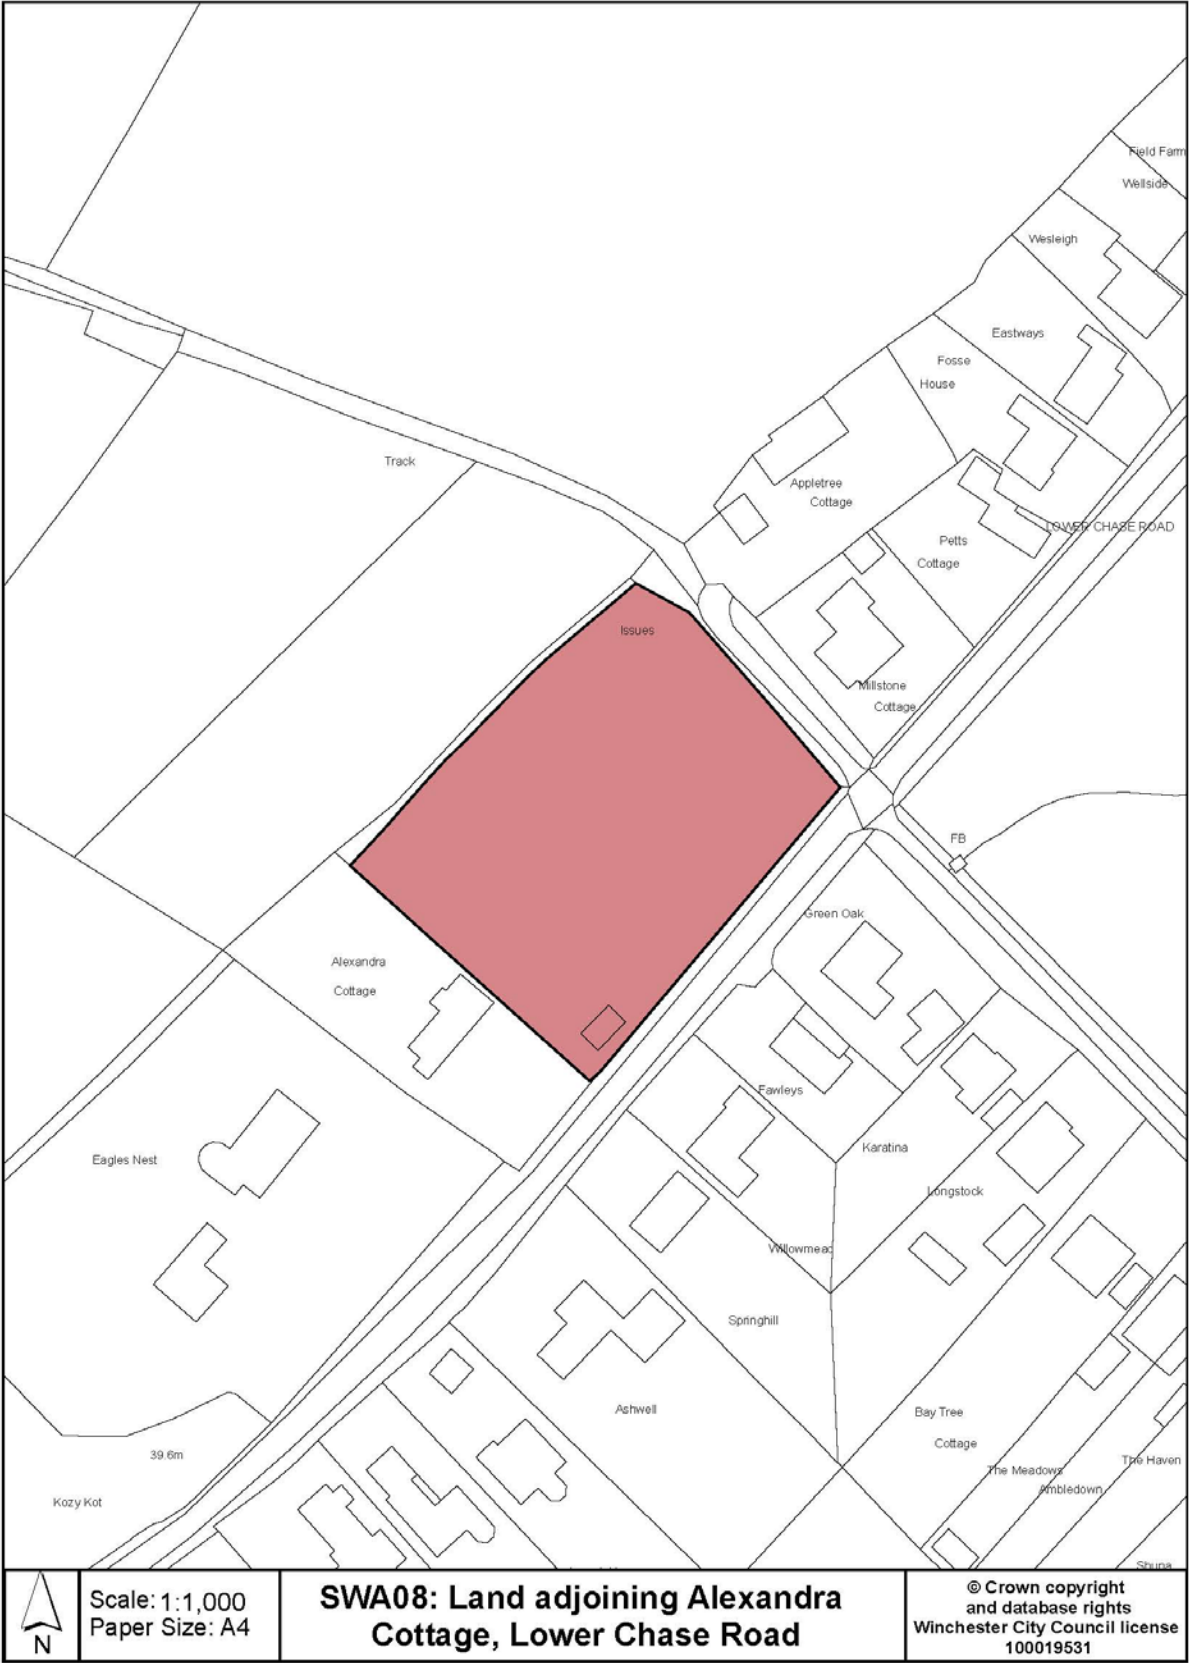 Field Farm
Wellside
Wesleigh
Eastways
Fosse
House
Track
Appletree
Cottage
LOWER CHASE ROAD
Petts
Cottage
Issues
Millstone
Cottage
FB
Green Oak
Alexandra
Cottage
Fawleys
Karatina
Eagles Nest
Longstock
Willowmead
Springhill
Ashwell
Bay Tree
Cottage
39.6m
The Haven
The Meadows
Ambledown
Kozy Kot
Shuna
N
Scale: 1:1,000
Paper Size: A4
SWA08: Land adjoining Alexandra
Cottage, Lower Chase Road
© Crown copyright
and database rights
Winchester City Council license
100019531